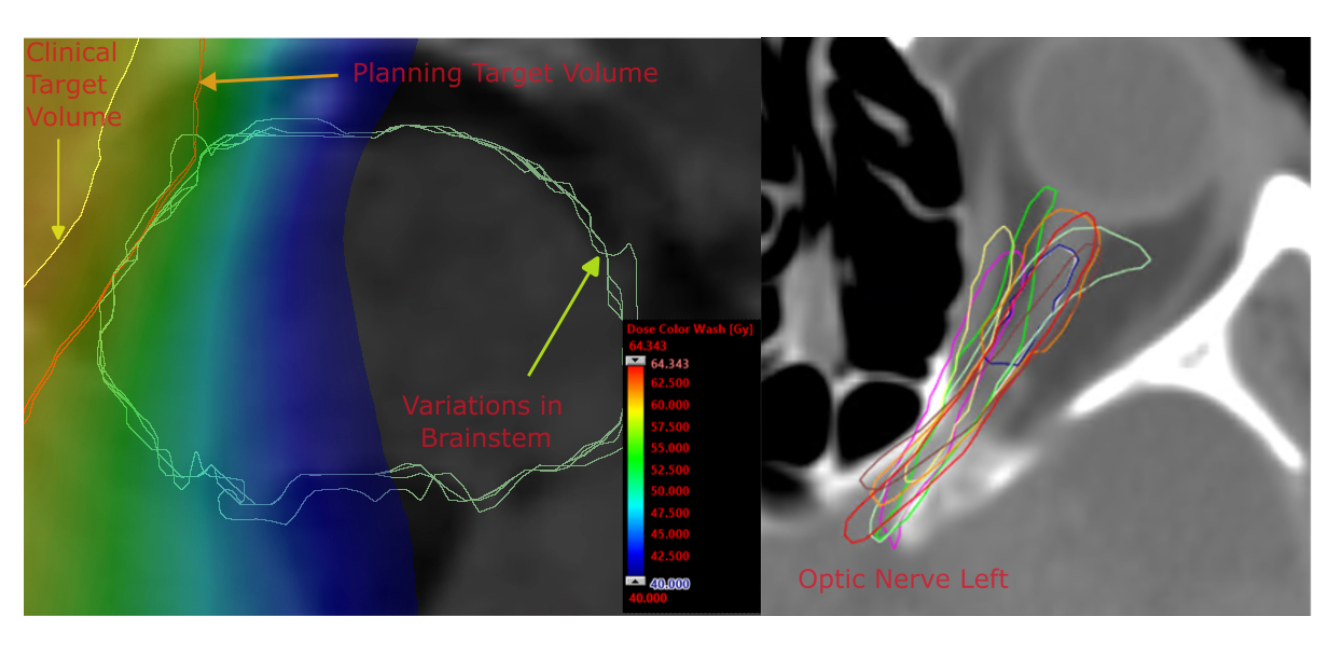 Clinical
Target
Volume
Planning Target Volume
Variations in
Brainstem
Dose Color Wash [Gy]
64.343
64.343
62.500
60.000
57.500
55.000
52.500
50.000
47.500
45.000
42.500
40.000
40.000
Optic Nerve Left